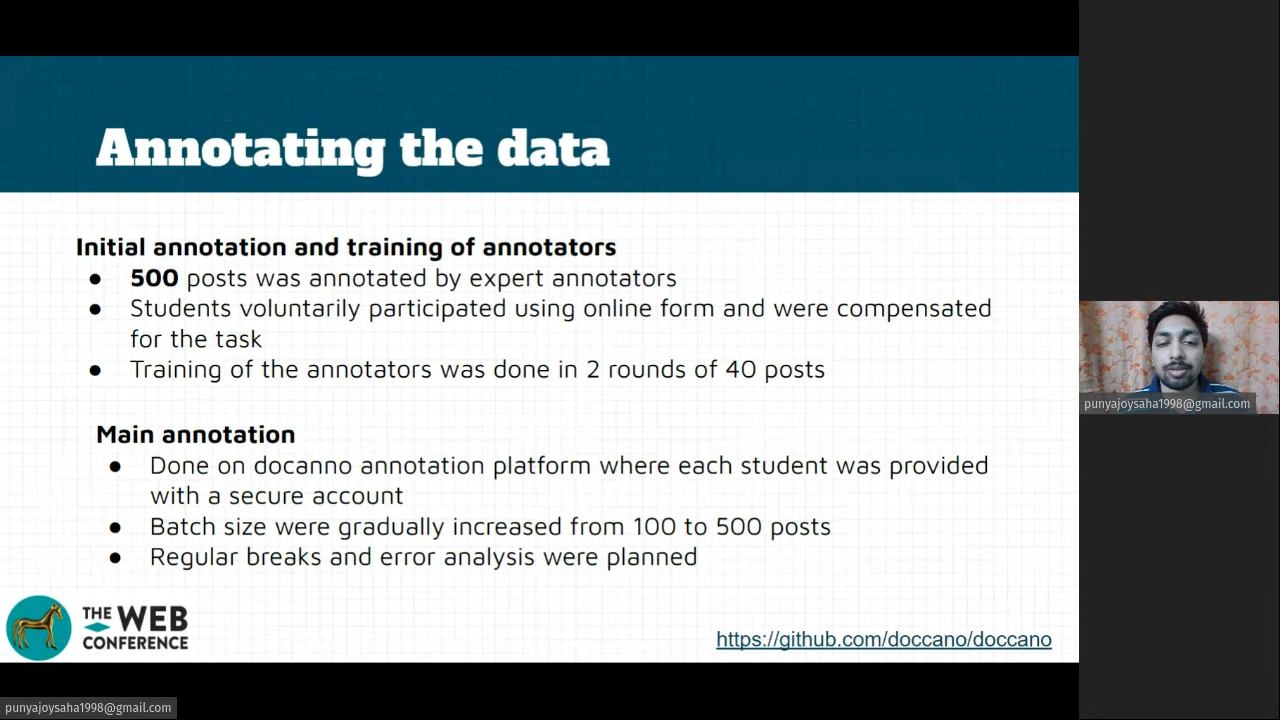 Annotating the data
Initial annotation and training of annotators
● 500 posts was annotated by expert annotators
● Students voluntarily participated using online form and were compensated
for the task
● Training of the annotators was done in 2 rounds of 40 posts
Main annotation
● Done on docanno annotation platform where each student was provided
with a secure account
● Batch size were gradually increased from 100 to 500 posts
● Regular breaks and error analysis were planned
THE WEB
CONFERENCE
https://github.com/doccano/doccano
punyajoysaha1998@gmail.com
punyajoysaha1998@gmail.com